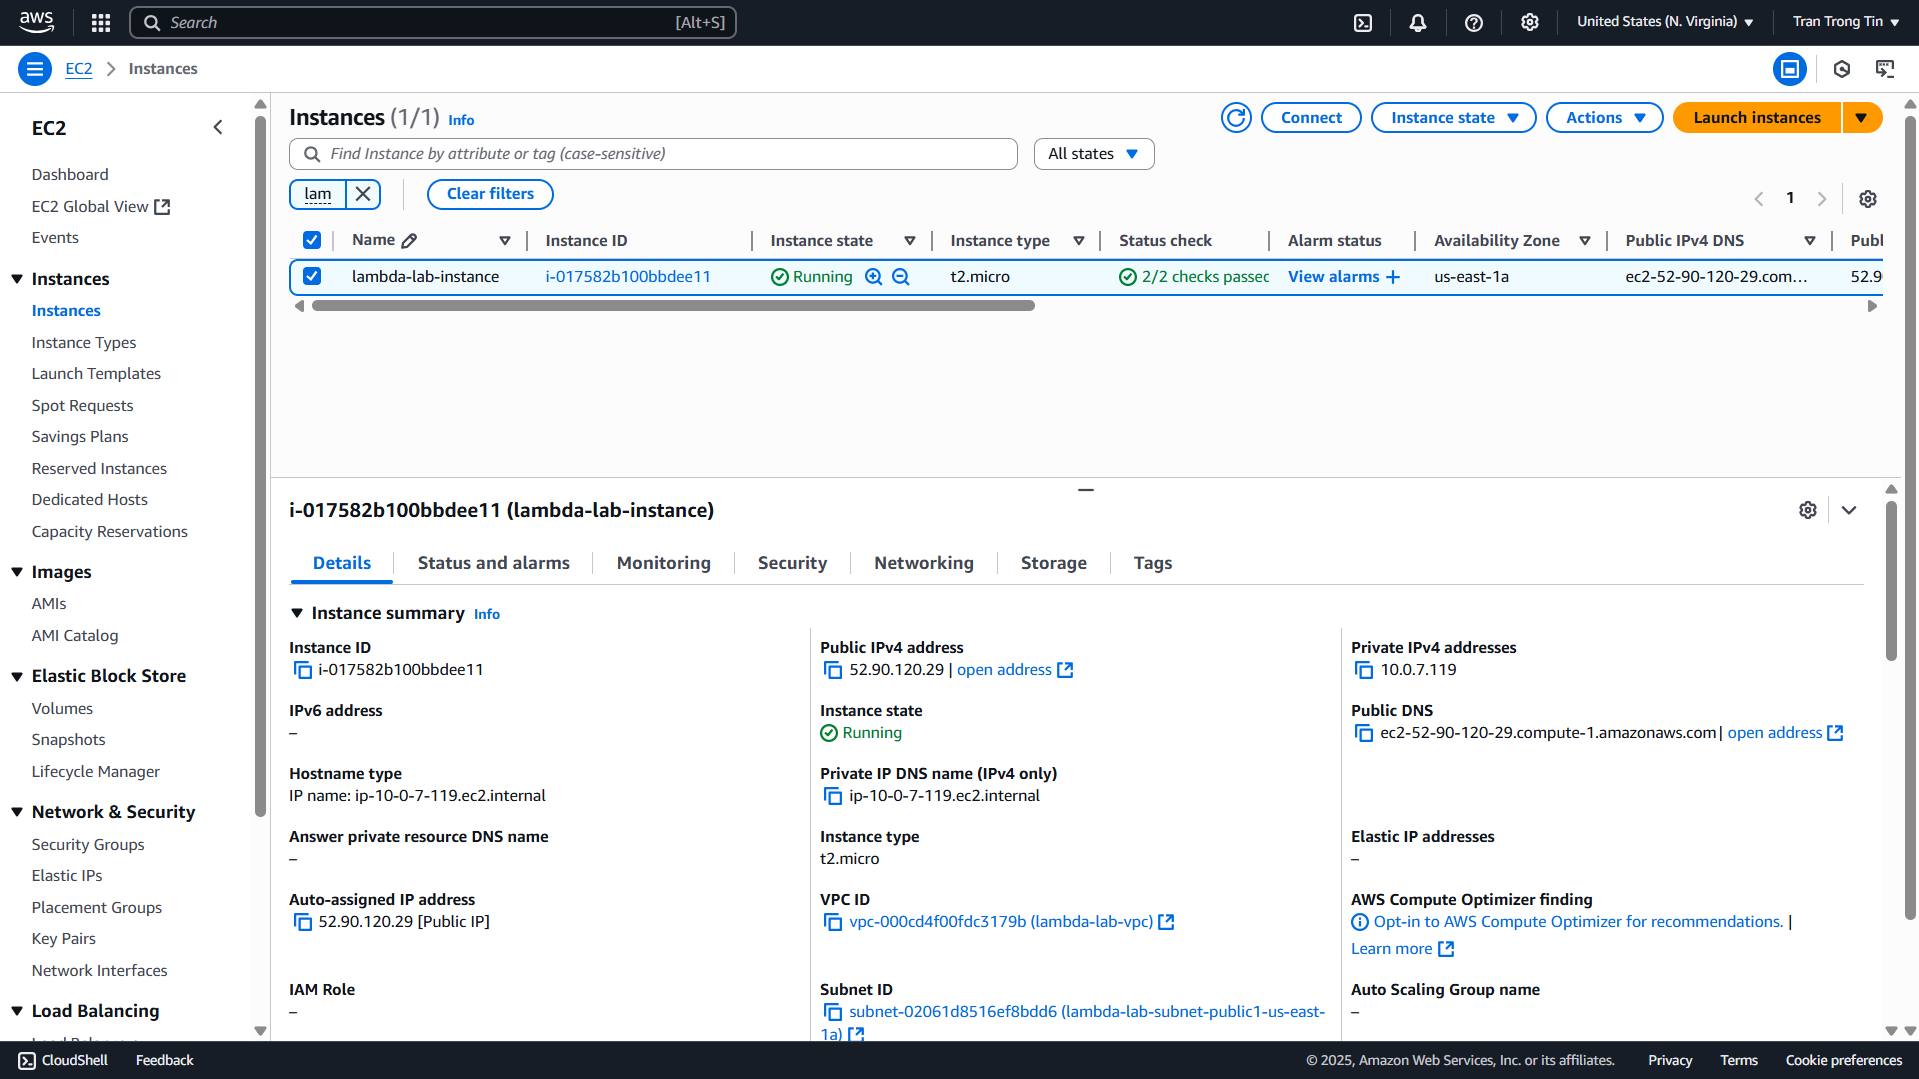 aws
Search [Alt+S]
United States (N. Virginia)
Tran Trong Tin
EC2
Instances
EC2
Dashboard
EC2 Global View
Events
Instances
Instances
Instance Types
Launch Templates
Spot Requests
Savings Plans
Reserved Instances
Dedicated Hosts
Capacity Reservations
Images
AMIs
AMI Catalog
Elastic Block Store
Volumes
Snapshots
Lifecycle Manager
Network & Security
Security Groups
Elastic IPs
Placement Groups
Key Pairs
Network Interfaces
Load Balancing
Instances (1/1) Info
Connect
Instance state
Actions
Launch instances
Find Instance by attribute or tag (case-sensitive)
All states
lam
Clear filters
1
Name Instance ID Instance state Instance type Status check Alarm status Availability Zone Public IPv4 DNS Publ
lambda-lab-instance i-017582b100bbdee11 Running t2.micro 2/2 checks passec View alarms us-east-1a ec2-52-90-120-29.com… 52.9
i-017582b100bbdee11 (lambda-lab-instance)
Details
Status and alarms
Monitoring
Security
Networking
Storage
Tags
Instance summary Info
Instance ID
i-017582b100bbdee11
Public IPv4 address
52.90.120.29 | open address
Private IPv4 addresses
10.0.7.119
IPv6 address
–
Instance state
Running
Public DNS
ec2-52-90-120-29.compute-1.amazonaws.com | open address
Hostname type
IP name: ip-10-0-7-119.ec2.internal
Private IP DNS name (IPv4 only)
ip-10-0-7-119.ec2.internal
Answer private resource DNS name
–
Instance type
t2.micro
Elastic IP addresses
–
Auto-assigned IP address
52.90.120.29 [Public IP]
VPC ID
vpc-000cd4f00fdc3179b (lambda-lab-vpc)
AWS Compute Optimizer finding
Opt-in to AWS Compute Optimizer for recommendations. |
Learn more
IAM Role
–
Subnet ID
subnet-02061d8516ef8bdd6 (lambda-lab-subnet-public1-us-east-
1a)
Auto Scaling Group name
–
CloudShell
Feedback
© 2025, Amazon Web Services, Inc. or its affiliates.
Privacy
Terms
Cookie preferences